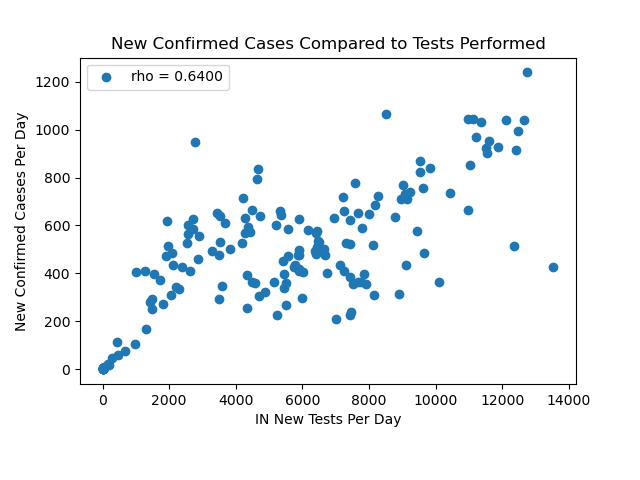 New Confirmed Cases Compared to Tests Performed
rho = 0.6400
New Confirmed Caeses Per Day
1200
1000
800
600
400
200
0
0 2000 4000 6000 8000 10000 12000 14000
IN New Tests Per Day